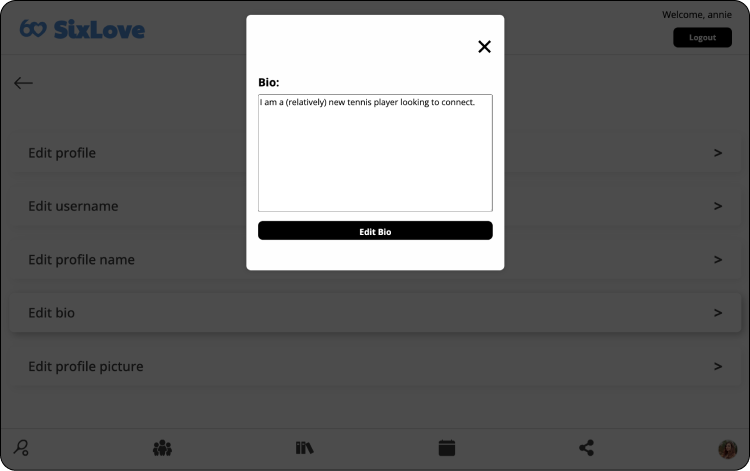 SixLove
Welcome, annie
Logout
Bio:
I am a (relatively) new tennis player looking to connect.
Edit Bio
Edit profile >
Edit username >
Edit profile name >
Edit bio >
Edit profile picture >